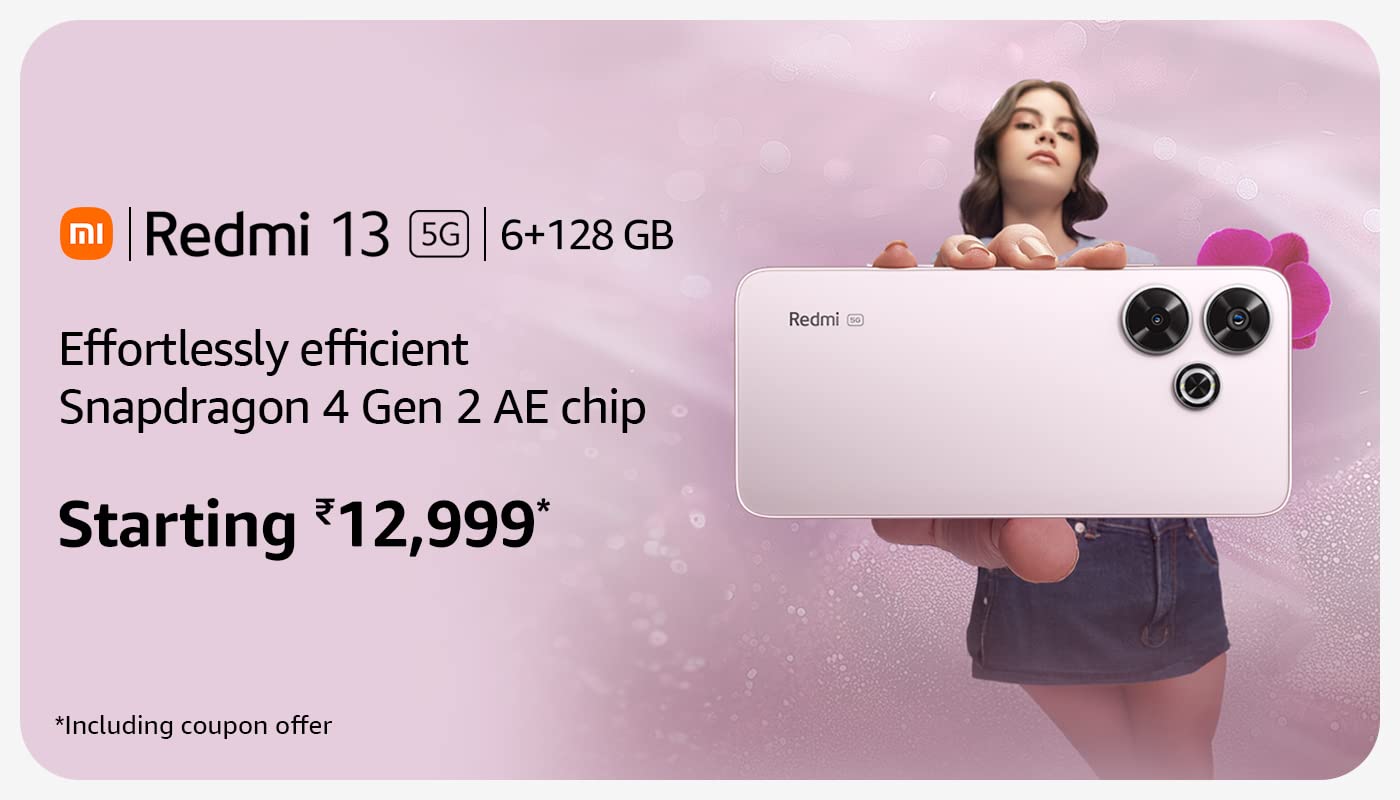 mi Redmi 13 5G 6+128 GB
Effortlessly efficient
Snapdragon 4 Gen 2 AE chip
Starting ₹12,999*
*Including coupon offer
Redmi 5G